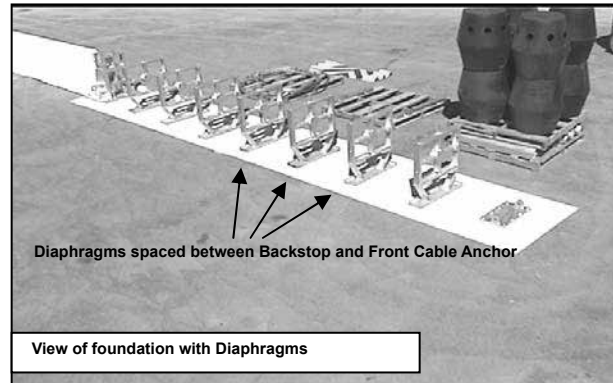 Diaphragms spaced between Backstop and Front Cable Anchor
View of foundation with Diaphragms